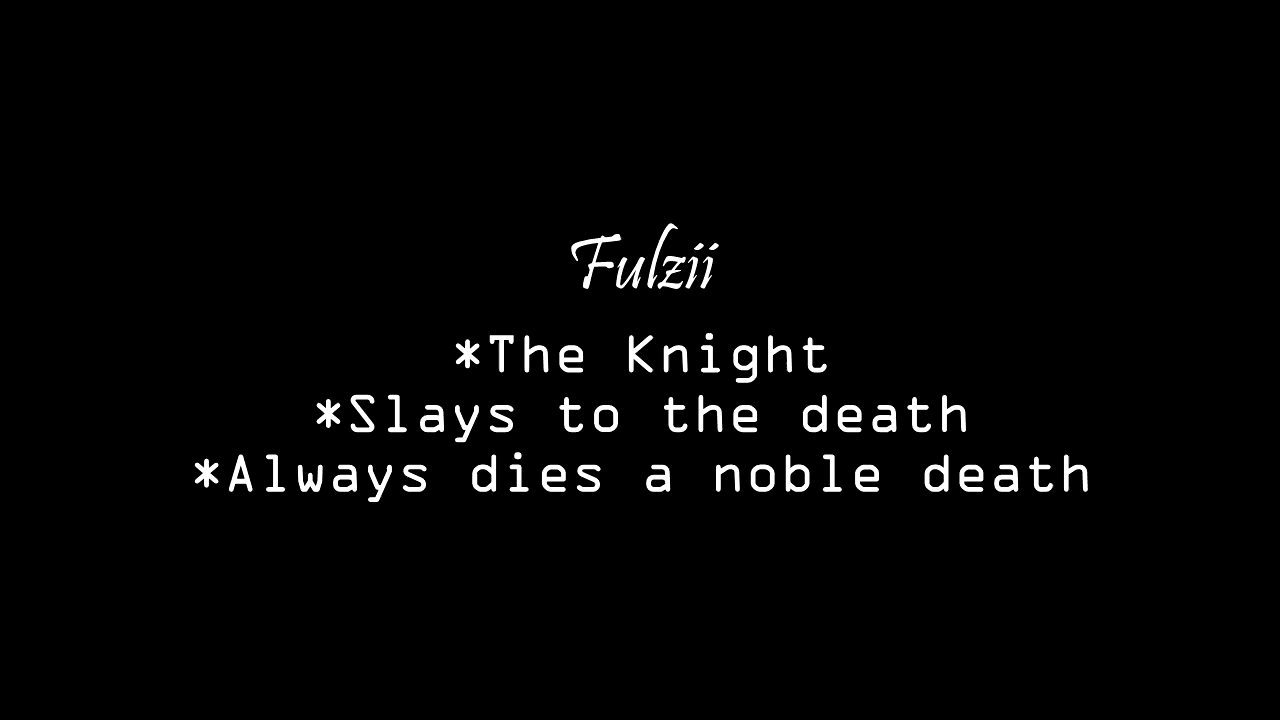 Fulzii
*The Knight
*Slays to the death
*Always dies a noble death